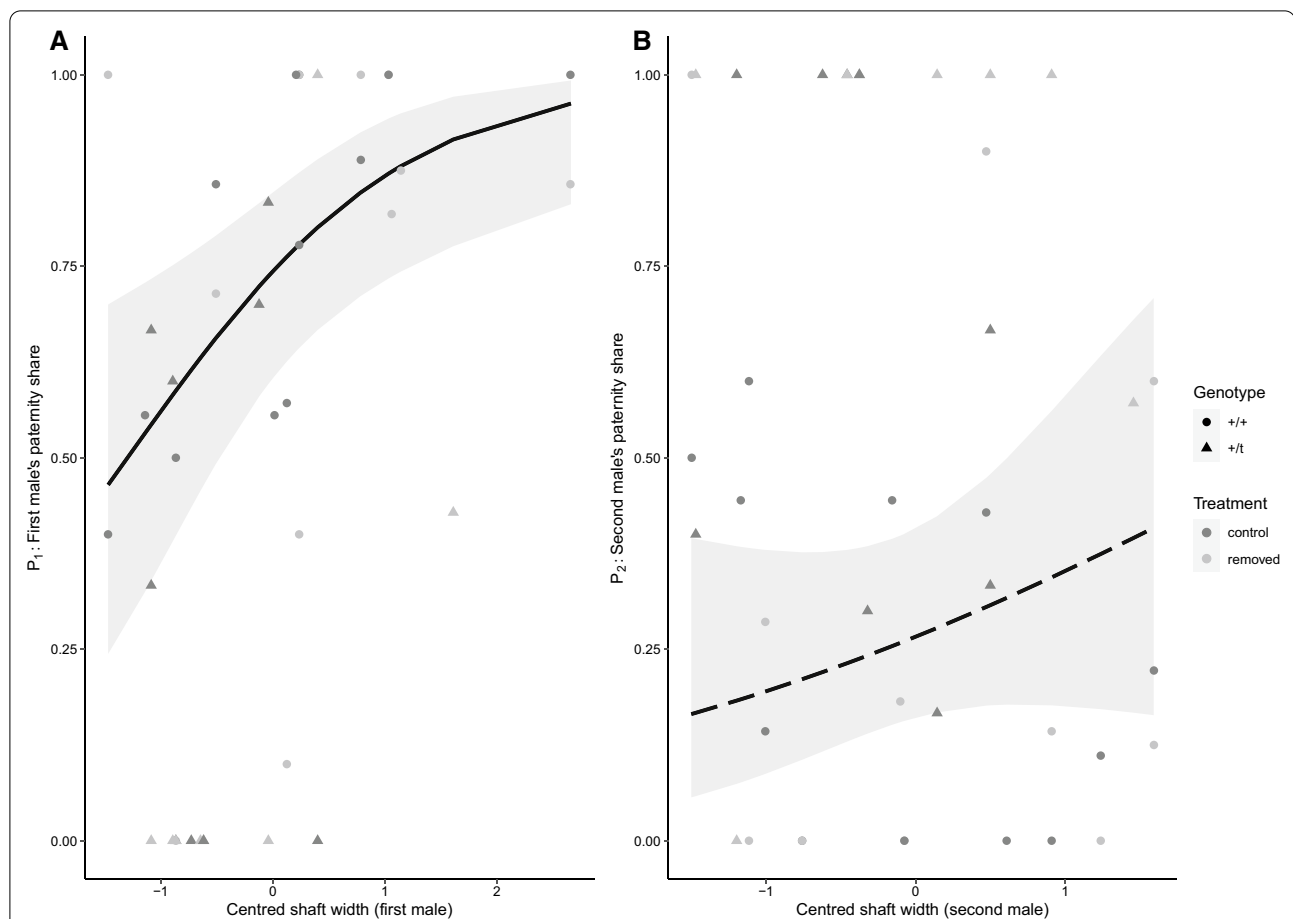 A
B
1.00
0.75
0.50
0.25
0.00
P1: First male's paternity share
−1
0
1
2
Centred shaft width (first male)
1.00
0.75
0.50
0.25
0.00
P2: Second male's paternity share
−1
0
1
Centred shaft width (second male)
Genotype
+/+
+/t
Treatment
control
removed